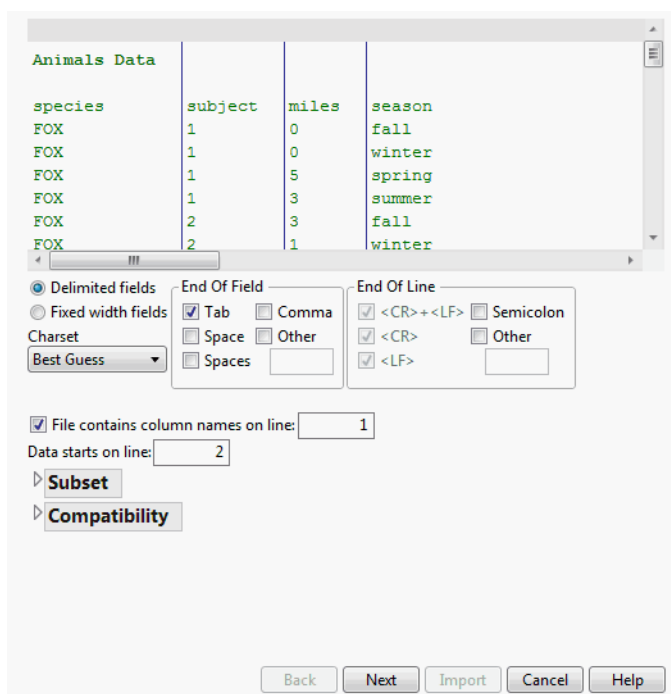 Animals Data
species subject miles season
FOX 1 0 fall
FOX 1 0 winter
FOX 1 5 spring
FOX 1 3 summer
FOX 2 3 fall
FOX 2 1 winter
Delimited fields
Fixed width fields
Charset
Best Guess
End Of Field
Tab Comma
Space Other
Spaces
End Of Line
<CR>+<LF> Semicolon
<CR> Other
<LF>
File contains column names on line: 1
Data starts on line: 2
Subset
Compatibility
Back Next Import Cancel Help